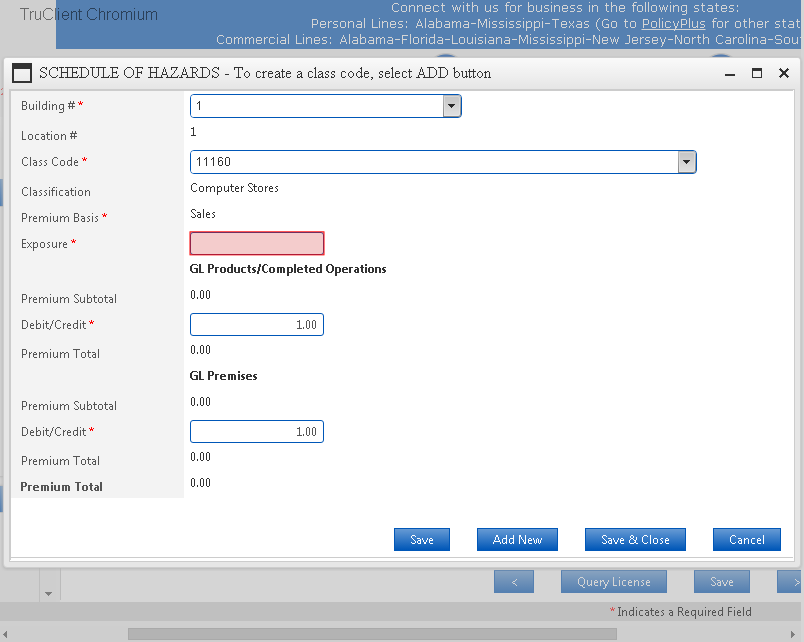 TruClient Chromium
Connect with us for business in the following states:
Personal Lines: Alabama-Mississippi-Texas (Go to PolicyPlus for other stat
Commercial Lines: Alabama-Florida-Louisiana-Mississippi-New Jersey-North Carolina-Sou
SCHEDULE OF HAZARDS - To create a class code, select ADD button
Building # * 1
Location # 1
Class Code * 11160
Classification Computer Stores
Premium Basis * Sales
Exposure *
GL Products/Completed Operations
Premium Subtotal 0.00
Debit/Credit * 1.00
Premium Total 0.00
GL Premises
Premium Subtotal 0.00
Debit/Credit * 1.00
Premium Total 0.00
Premium Total 0.00
Save Add New Save & Close Cancel
< Query License Save >
* Indicates a Required Field